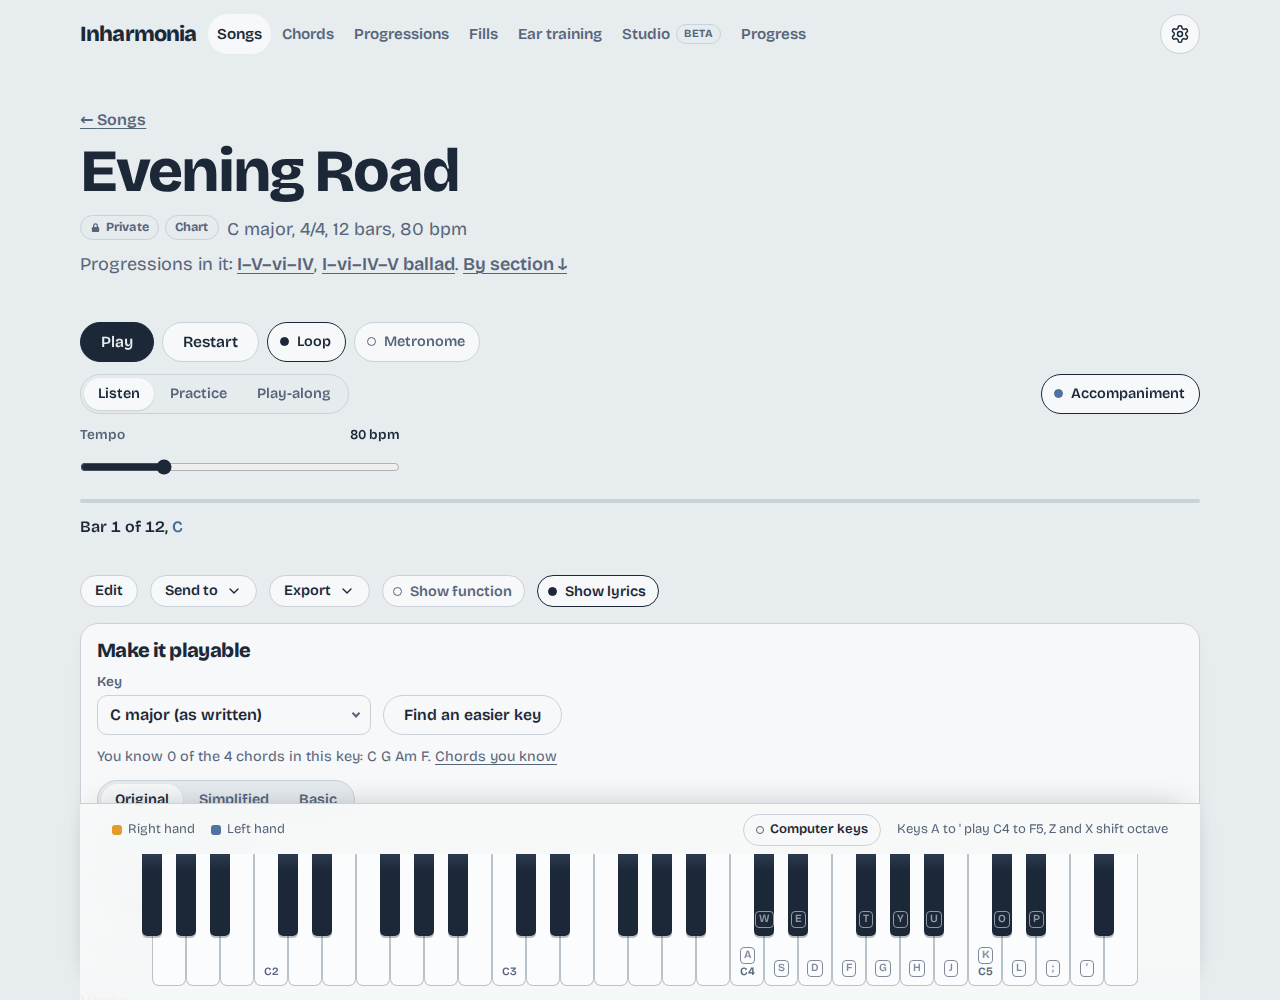 Inharmonia Songs Chords Progressions Fills Ear training Studio BETA Progress
← Songs
Evening Road
Private Chart C major, 4/4, 12 bars, 80 bpm
Progressions in it: I–V–vi–IV, I–vi–IV–V ballad. By section ↓
Play Restart Loop Metronome
Listen Practice Play-along Accompaniment
Tempo 80 bpm
Bar 1 of 12, C
Edit Send to Export Show function Show lyrics
Make it playable
Key
C major (as written) Find an easier key
You know 0 of the 4 chords in this key: C G Am F. Chords you know
Original Simplified Basic
Right hand Left hand Computer keys Keys A to ' play C4 to F5, Z and X shift octave
W E T Y U O P
A K
S D F G H J L ; '
C2 C3 C4 C5